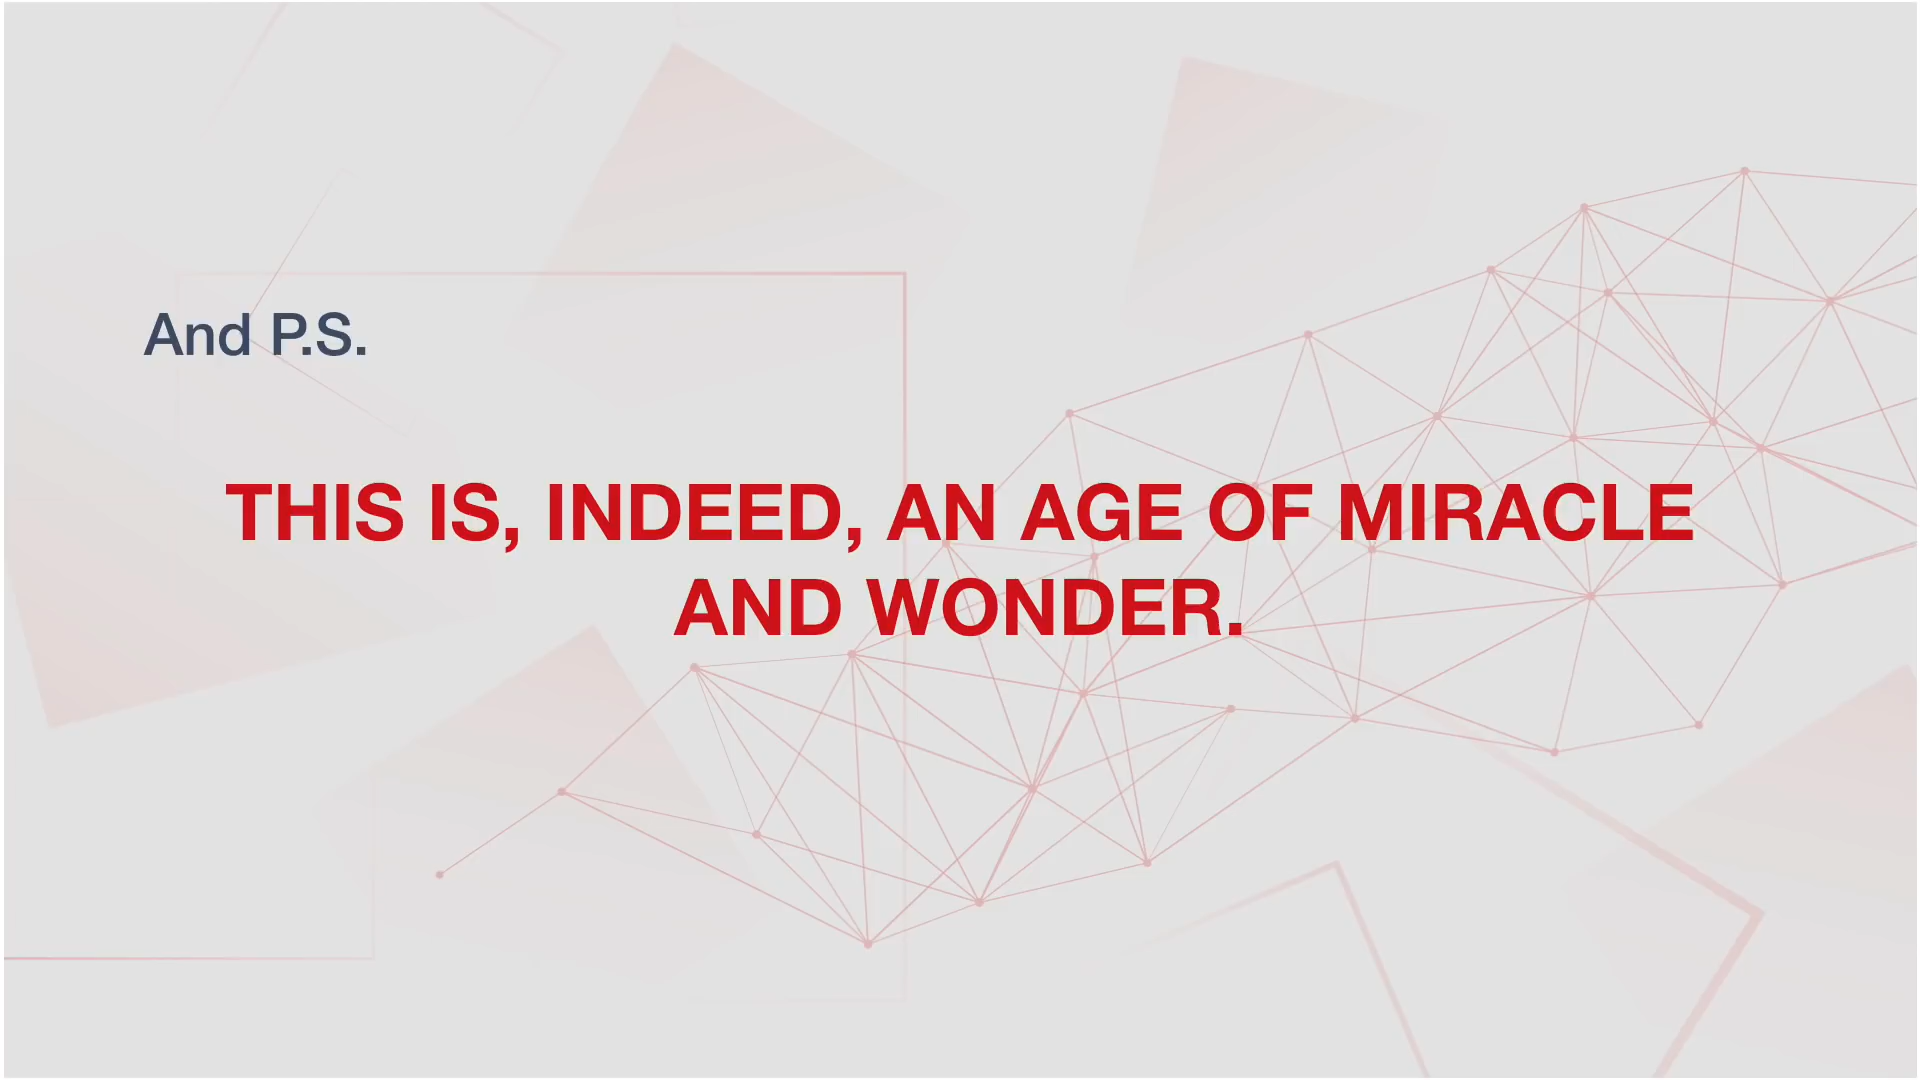 And P.S.
THIS IS, INDEED, AN AGE OF MIRACLE
AND WONDER.